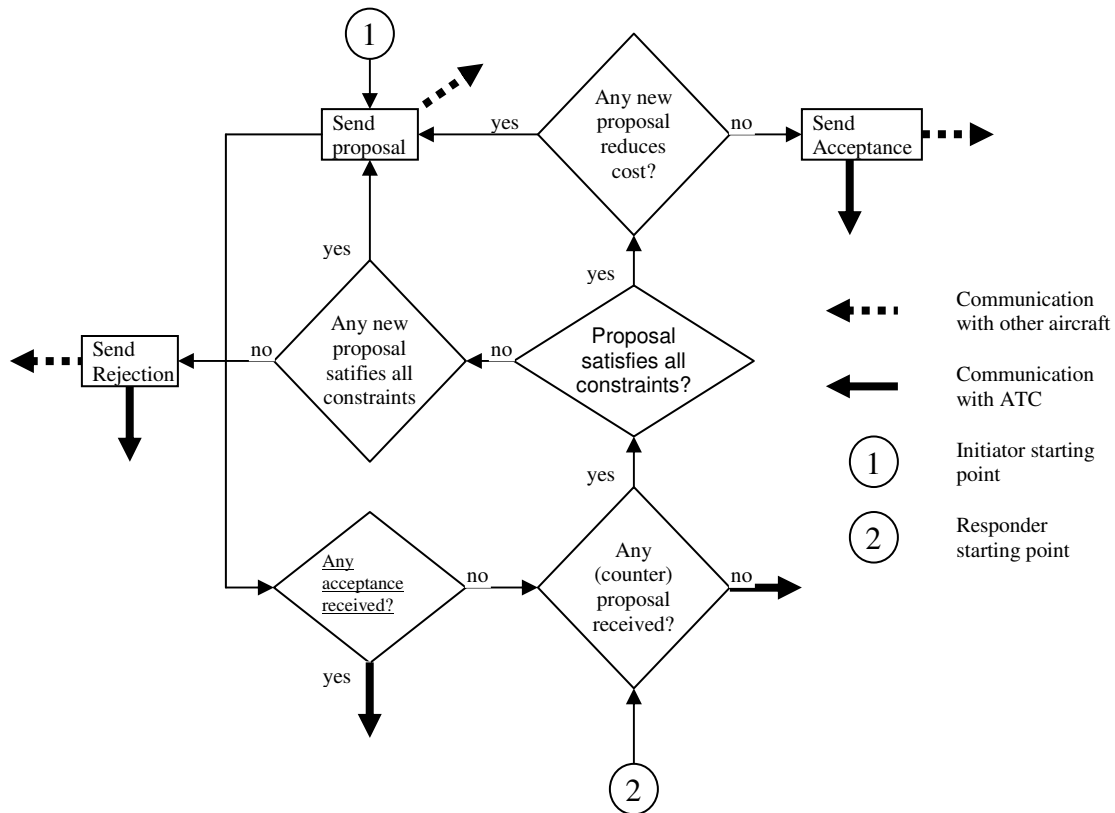 1
Send
proposal
Any new
proposal
reduces
cost?
yes
no
Send
Acceptance
yes
yes
Send
Rejection
no
Any new
proposal
satifies all
constraints
no
Proposal
satisfies all
constraints?
Communication
with other aircraft
Communication
with ATC
1
Initiator starting
point
2
Responder
starting point
yes
Any
acceptance
received?
no
Any
(counter)
proposal
received?
no
yes
2